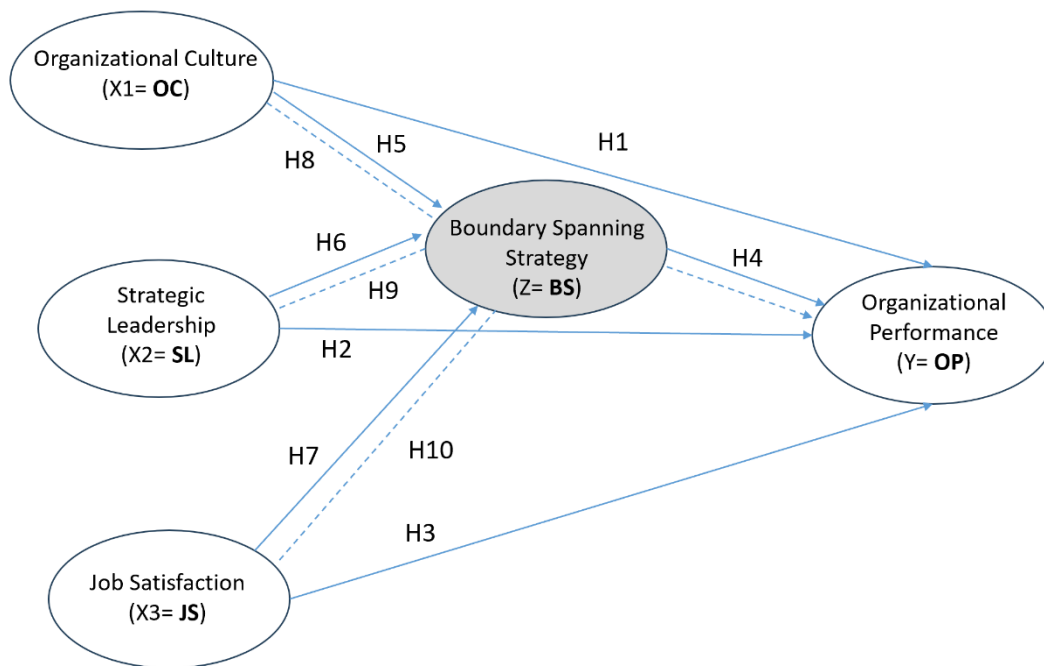 Organizational Culture
(X1= OC)
H1
H5
H8
Boundary Spanning
Strategy
(Z= BS)
H6
H4
H9
Strategic
Leadership
(X2= SL)
Organizational
Performance
(Y= OP)
H2
H7
H10
H3
Job Satisfaction
(X3= JS)